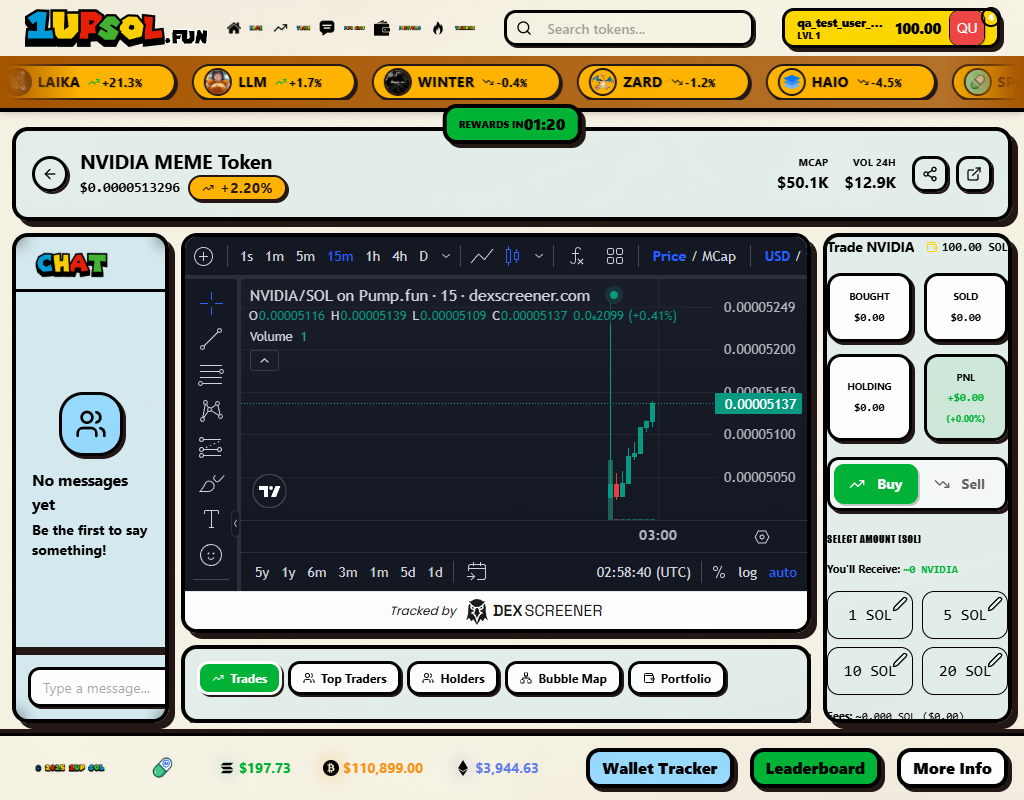 1UPSOL.FUN
Search tokens...
qa_test_user_...
LVL 1
100.00
QU
LAIKA +21.3%
LLM +1.7%
WINTER -0.4%
ZARD -1.2%
HAIO -4.5%
REWARDS IN 01:20
NVIDIA MEME Token
$0.0000513296
+2.20%
MCAP
$50.1K
VOL 24H
$12.9K
CHAT
No messages
yet
Be the first to say
something!
Type a message...
1s 1m 5m 15m 1h 4h D
Price / MCap
USD /
NVIDIA/SOL on Pump.fun · 15 · dexscreener.com
O0.00005116 H0.00005139 L0.00005109 C0.00005137 0.0₆2099 (+0.41%)
Volume 1
0.00005249
0.00005200
0.00005150
0.00005137
0.00005100
0.00005050
03:00
5y 1y 6m 3m 1m 5d 1d
02:58:40 (UTC)
% log auto
Tracked by DEX SCREENER
Trades
Top Traders
Holders
Bubble Map
Portfolio
Trade NVIDIA
100.00 SOL
BOUGHT
$0.00
SOLD
$0.00
HOLDING
$0.00
PNL
+$0.00
(+0.00%)
Buy
Sell
SELECT AMOUNT (SOL)
You'll Receive: ~0 NVIDIA
1 SOL
5 SOL
10 SOL
20 SOL
Fees: ~0.000 SOL ($0.00)
© 2025 1UP SOL
$197.73
$110,899.00
$3,944.63
Wallet Tracker
Leaderboard
More Info